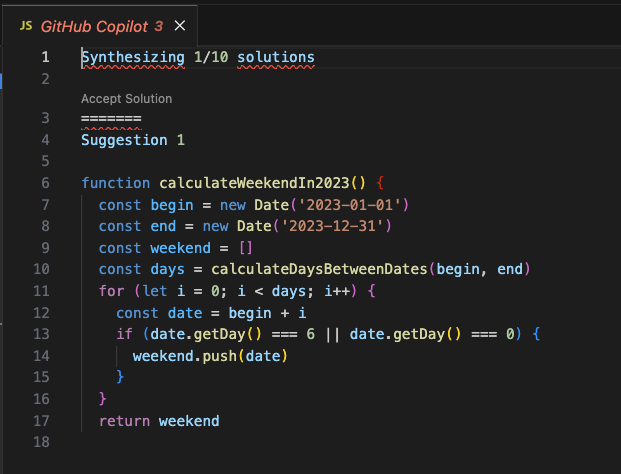 JS GitHub Copilot 3 ×
1 Synthesizing 1/10 solutions
2
Accept Solution
3 =======
4 Suggestion 1
5
6 function calculateWeekendIn2023() {
7   const begin = new Date('2023-01-01')
8   const end = new Date('2023-12-31')
9   const weekend = []
10   const days = calculateDaysBetweenDates(begin, end)
11   for (let i = 0; i < days; i++) {
12     const date = begin + i
13     if (date.getDay() === 6 || date.getDay() === 0) {
14       weekend.push(date)
15     }
16   }
17   return weekend
18